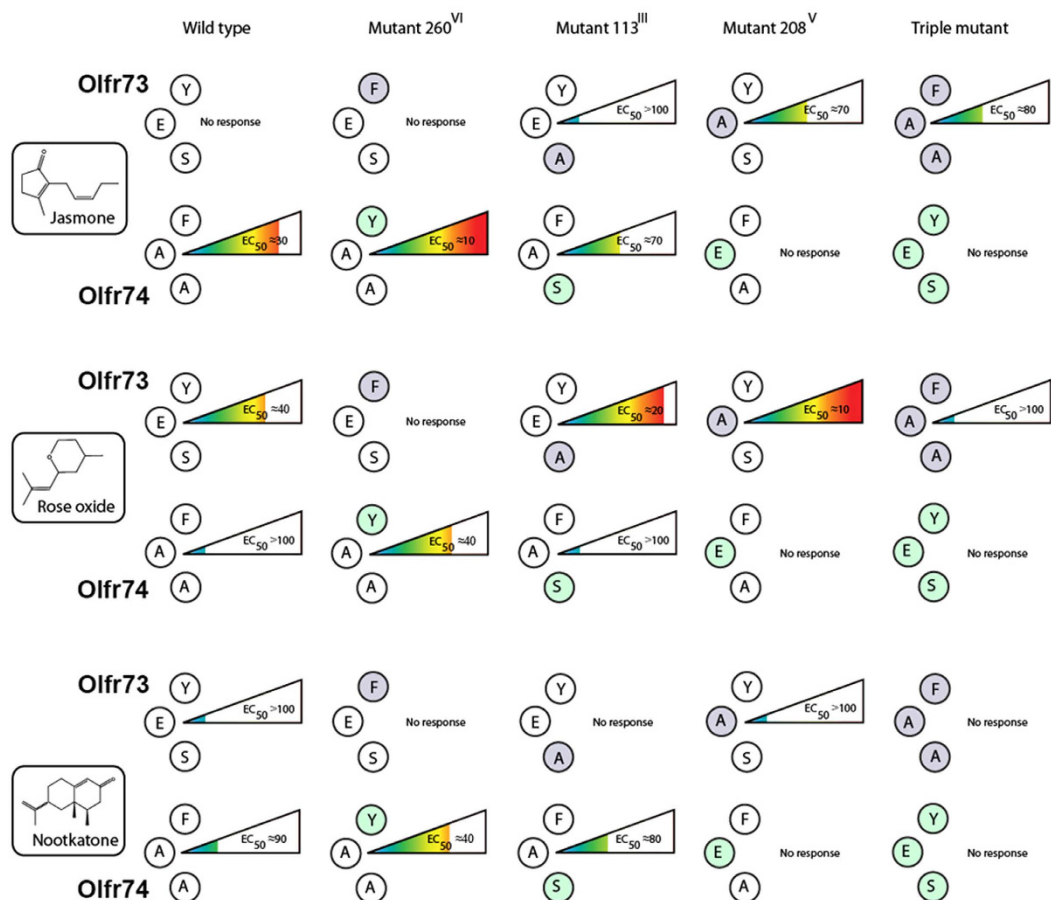 Wild type Mutant 260VI Mutant 113III Mutant 208V Triple mutant
Olfr73
Y F Y Y F
E No response E No response E EC50 >100 A EC50 ≈70 A EC50 ≈80
S S A S A
O
Jasmone
F Y F F Y
A EC50 ≈30 A EC50 ≈10 A EC50 ≈70 E No response E No response
A A S A S
Olfr74
Olfr73
Y F Y Y F
E EC50 ≈40 E No response E EC50 ≈20 A EC50 ≈10 A EC50 >100
S S A S A
O
Rose oxide
F Y F F Y
A EC50 >100 A EC50 ≈40 A EC50 >100 E No response E No response
A A S A S
Olfr74
Olfr73
Y F Y Y F
E EC50 >100 E No response E No response A EC50 >100 A No response
S S A S A
Nootkatone
F Y F F Y
A EC50 ≈90 A EC50 ≈40 A EC50 ≈80 E No response E No response
A A S A S
Olfr74